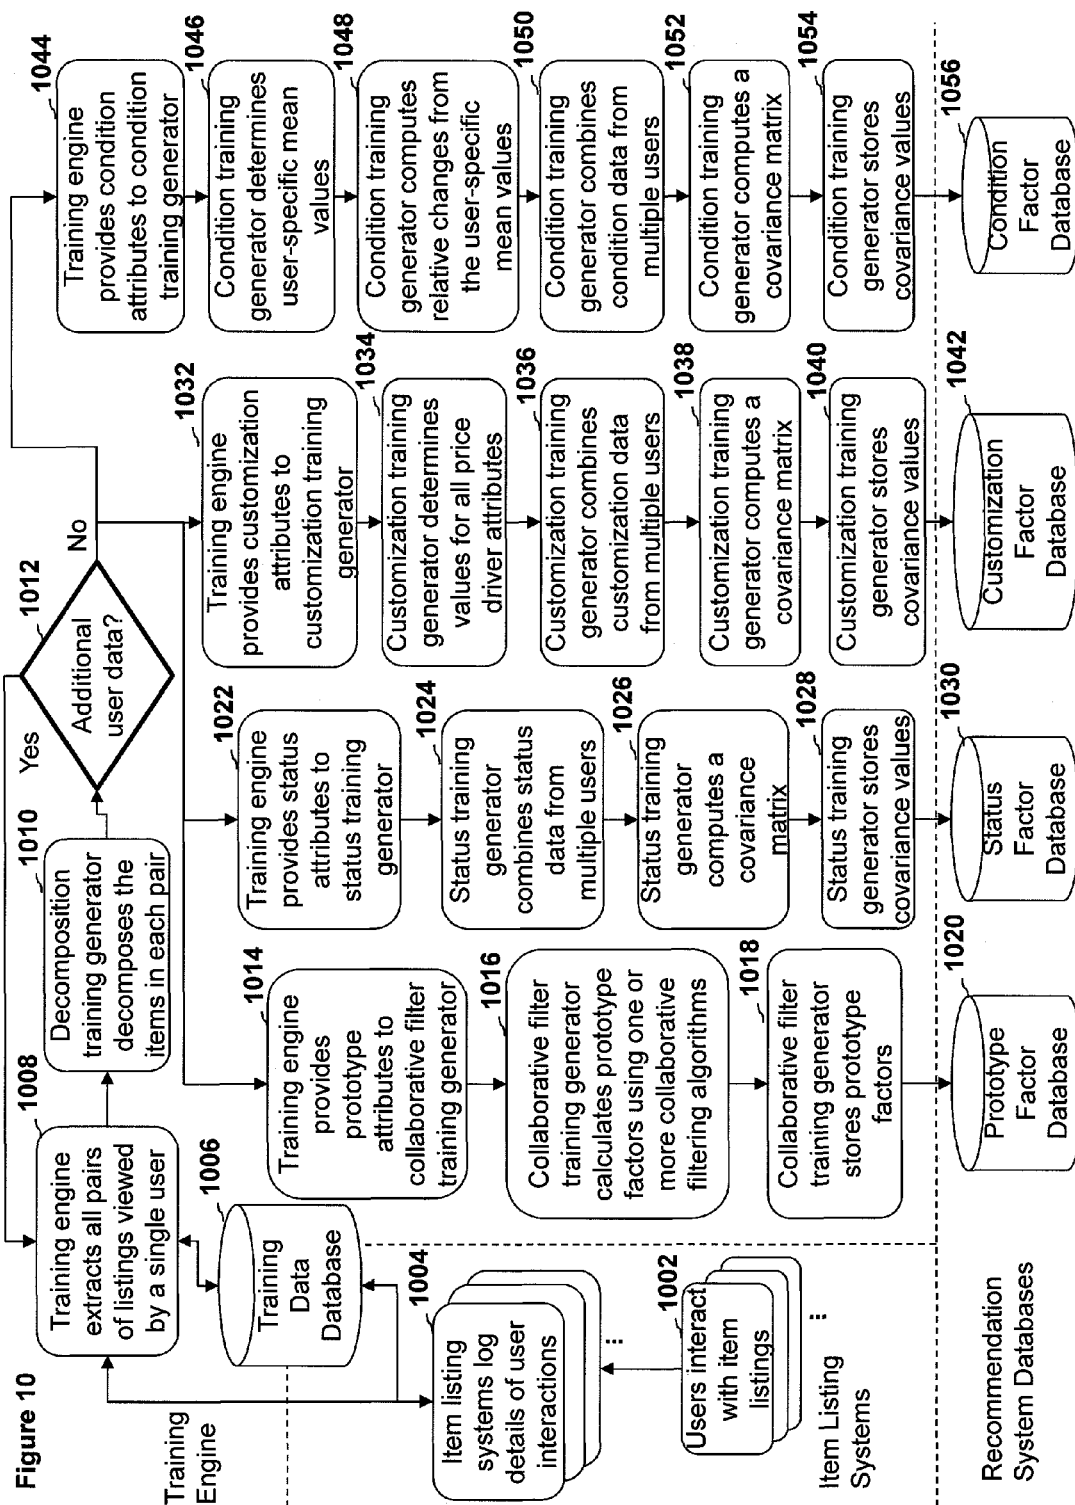 Figure 10
Training
Engine
1008
Training engine
extracts all pairs
of listings viewed
by a single user
1010
Decomposition
training generator
decomposes the
items in each pair
Yes
1012
Additional
user data?
No
1006
Training
Data
Database
1004
Item listing
systems log
details of user
interactions
...
1002
Users interact
with item
listings
...
Item Listing
Systems
1014
Training engine
provides
prototype
attributes to
collaborative filter
training generator
1016
Collaborative filter
training generator
calculates prototype
factors using one or
more collaborative
filtering algorithms
1018
Collaborative filter
training generator
stores prototype
factors
1020
Prototype
Factor
Database
1022
Training engine
provides status
attributes to
status training
generator
1024
Status training
generator
combines status
data from
multiple users
1026
Status training
generator
computes a
covariance
matrix
1028
Status training
generator stores
covariance values
1030
Status
Factor
Database
1032
Training engine
provides customization
attributes to
customization training
generator
1034
Customization training
generator determines
values for all price
driver attributes
1036
Customization training
generator combines
customization data
from multiple users
1038
Customization training
generator computes a
covariance matrix
1040
Customization training
generator stores
covariance values
1042
Customization
Factor
Database
1044
Training engine
provides condition
attributes to condition
training generator
1046
Condition training
generator determines
user-specific mean
values
1048
Condition training
generator computes
relative changes from
the user-specific
mean values
1050
Condition training
generator combines
condition data from
multiple users
1052
Condition training
generator computes a
covariance matrix
1054
Condition training
generator stores
covariance values
1056
Condition
Factor
Database
Recommendation
System Databases